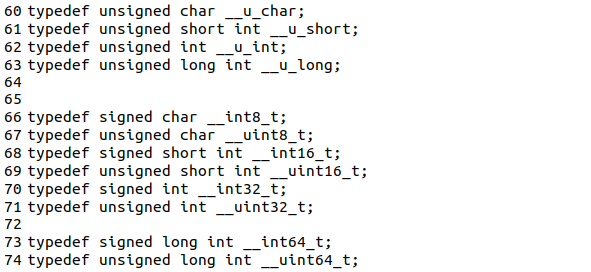 60 typedef unsigned char __u_char;
61 typedef unsigned short int __u_short;
62 typedef unsigned int __u_int;
63 typedef unsigned long int __u_long;
64
65
66 typedef signed char __int8_t;
67 typedef unsigned char __uint8_t;
68 typedef signed short int __int16_t;
69 typedef unsigned short int __uint16_t;
70 typedef signed int __int32_t;
71 typedef unsigned int __uint32_t;
72
73 typedef signed long int __int64_t;
74 typedef unsigned long int __uint64_t;